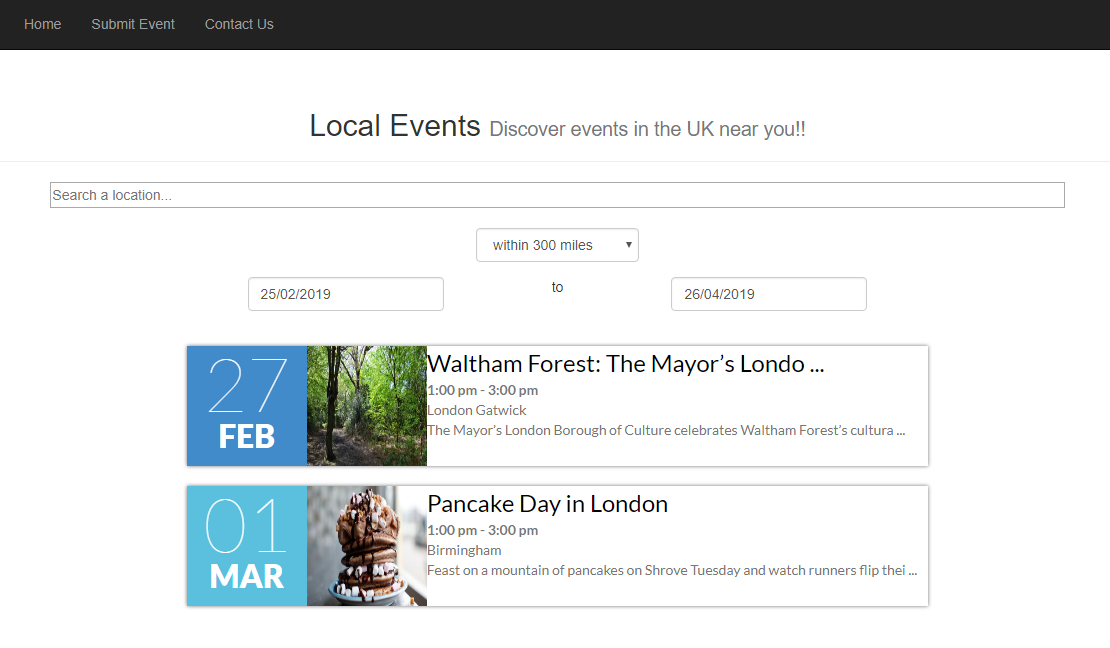 Home Submit Event Contact Us
Local Events Discover events in the UK near you!!
Search a location...
within 300 miles
25/02/2019 to 26/04/2019
27
FEB
Waltham Forest: The Mayor’s Londo ...
1:00 pm - 3:00 pm
London Gatwick
The Mayor’s London Borough of Culture celebrates Waltham Forest’s cultura ...
01
MAR
Pancake Day in London
1:00 pm - 3:00 pm
Birmingham
Feast on a mountain of pancakes on Shrove Tuesday and watch runners flip thei ...